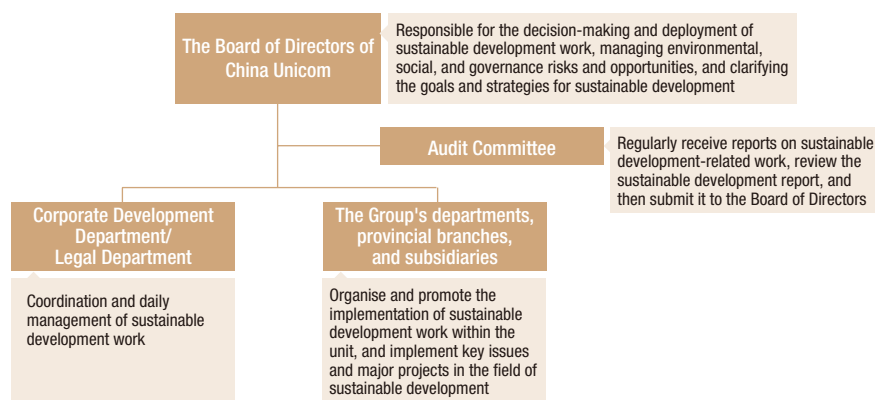 The Board of Directors of
China Unicom
Responsible for the decision-making and deployment of
sustainable development work, managing environmental,
social, and governance risks and opportunities, and clarifying
the goals and strategies for sustainable development
Audit Committee
Regularly receive reports on sustainable
development-related work, review the
sustainable development report, and
then submit it to the Board of Directors
Corporate Development
Department/
Legal Department
Coordination and daily
management of sustainable
development work
The Group's departments,
provincial branches,
and subsidiaries
Organise and promote the
implementation of sustainable
development work within the
unit, and implement key issues
and major projects in the field of
sustainable development